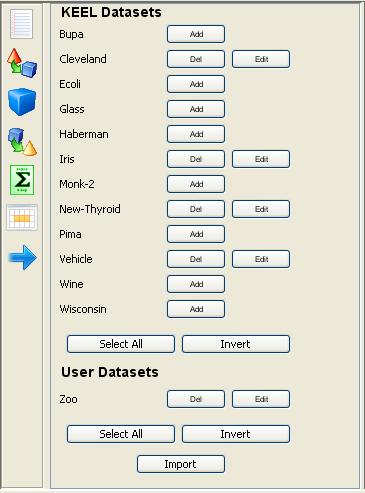 KEEL Datasets
Bupa Add
Cleveland Del Edit
Ecoli Add
Glass Add
Haberman Add
Iris Del Edit
Monk-2 Add
New-Thyroid Del Edit
Pima Add
Vehicle Del Edit
Wine Add
Wisconsin Add
Select All Invert
User Datasets
Zoo Del Edit
Select All Invert
Import
Σ